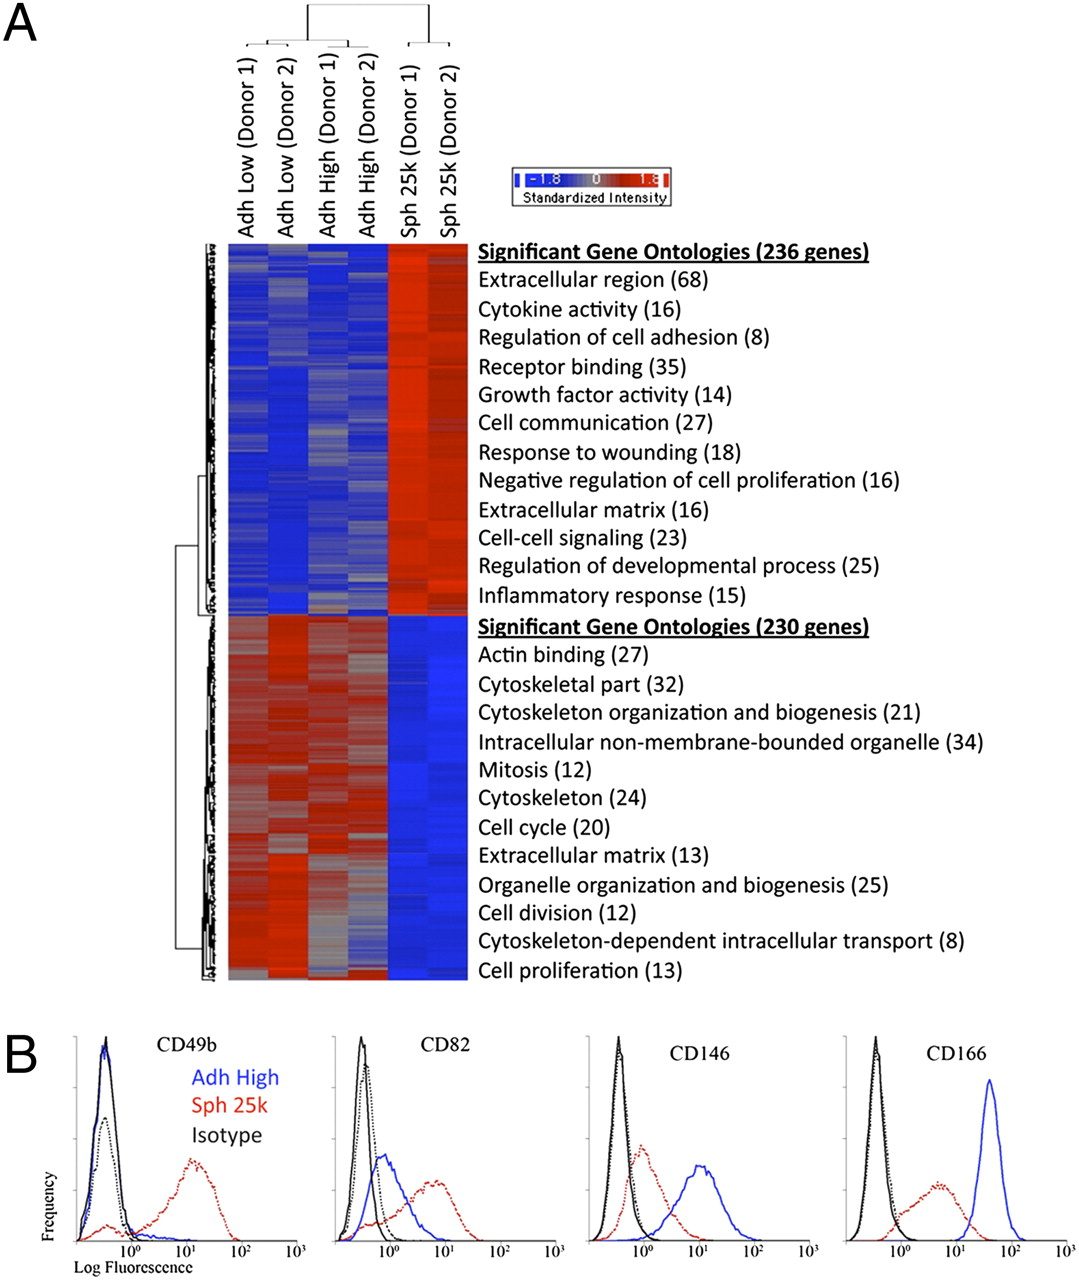 A
Adh Low (Donor 1)
Adh Low (Donor 2)
Adh High (Donor 1)
Adh High (Donor 2)
Sph 25k (Donor 1)
Sph 25k (Donor 2)
-1.8 0 1.8
Standardized Intensity
Significant Gene Ontologies (236 genes)
Extracellular region (68)
Cytokine activity (16)
Regulation of cell adhesion (8)
Receptor binding (35)
Growth factor activity (14)
Cell communication (27)
Response to wounding (18)
Negative regulation of cell proliferation (16)
Extracellular matrix (16)
Cell-cell signaling (23)
Regulation of developmental process (25)
Inflammatory response (15)
Significant Gene Ontologies (230 genes)
Actin binding (27)
Cytoskeletal part (32)
Cytoskeleton organization and biogenesis (21)
Intracellular non-membrane-bounded organelle (34)
Mitosis (12)
Cytoskeleton (24)
Cell cycle (20)
Extracellular matrix (13)
Organelle organization and biogenesis (25)
Cell division (12)
Cytoskeleton-dependent intracellular transport (8)
Cell proliferation (13)
B
CD49b
Adh High
Sph 25k
Isotype
CD82
CD146
CD166
Frequency
10⁰ 10¹ 10² 10³
10⁰ 10¹ 10² 10³
10⁰ 10¹ 10² 10³
10⁰ 10¹ 10² 10³
Log Fluorescence